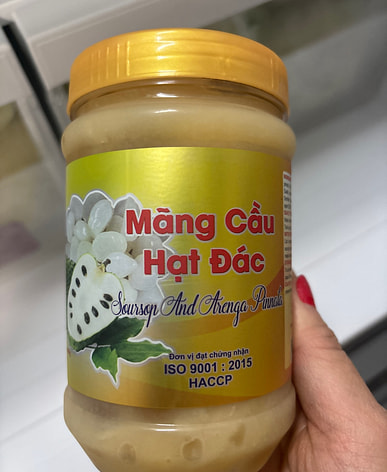 Mãng Cầu
Hạt Đác
Soursop And Arenga Pinnata
Đơn vị đạt chứng nhận
ISO 9001 : 2015
HACCP